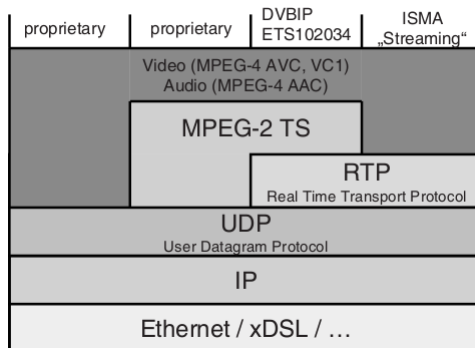 proprietary
proprietary
DVBIP
ETS102034
ISMA
„Streaming“
Video (MPEG-4 AVC, VC1)
Audio (MPEG-4 AAC)
MPEG-2 TS
RTP
Real Time Transport Protocol
UDP
User Datagram Protocol
IP
Ethernet / xDSL / ...